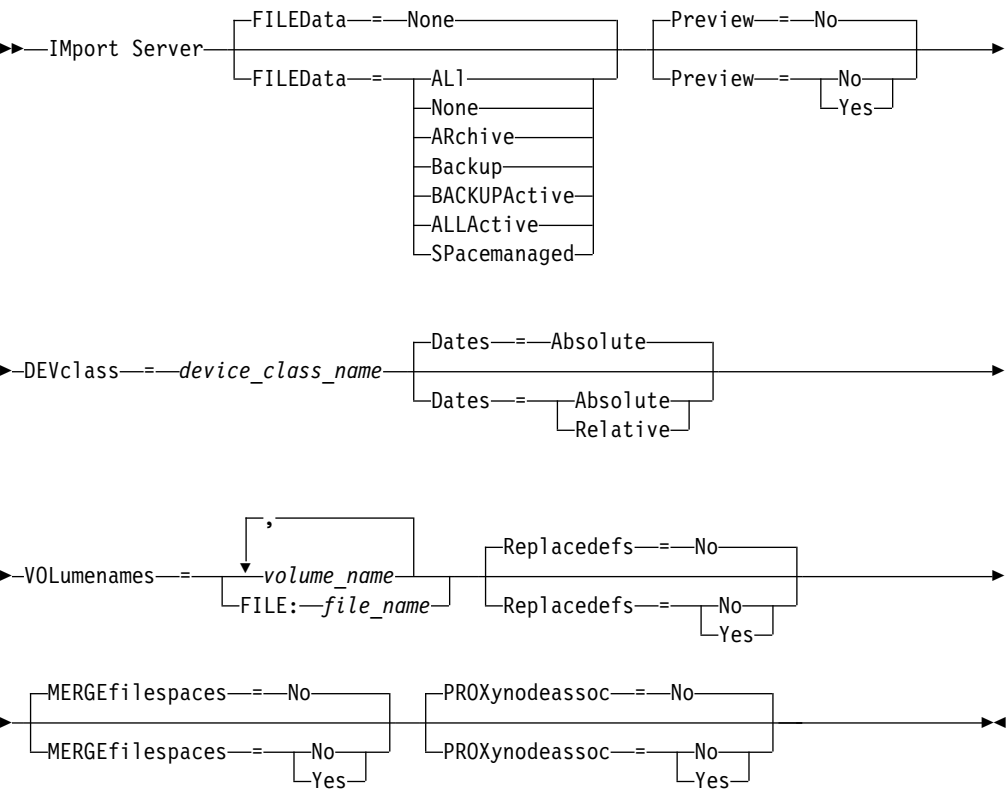 FILEData = None Preview = No
IMport Server
FILEData = ALl Preview = No
None Yes
ARchive
Backup
BACKUPActive
ALLActive
SPacemanaged
Dates = Absolute
DEVclass = device_class_name
Dates = Absolute
Relative
,
Replacedefs = No
VOLumenames = volume_name
FILE: file_name Replacedefs = No
Yes
MERGEfilespaces = No PROXynodeassoc = No
MERGEfilespaces = No PROXynodeassoc = No
Yes Yes